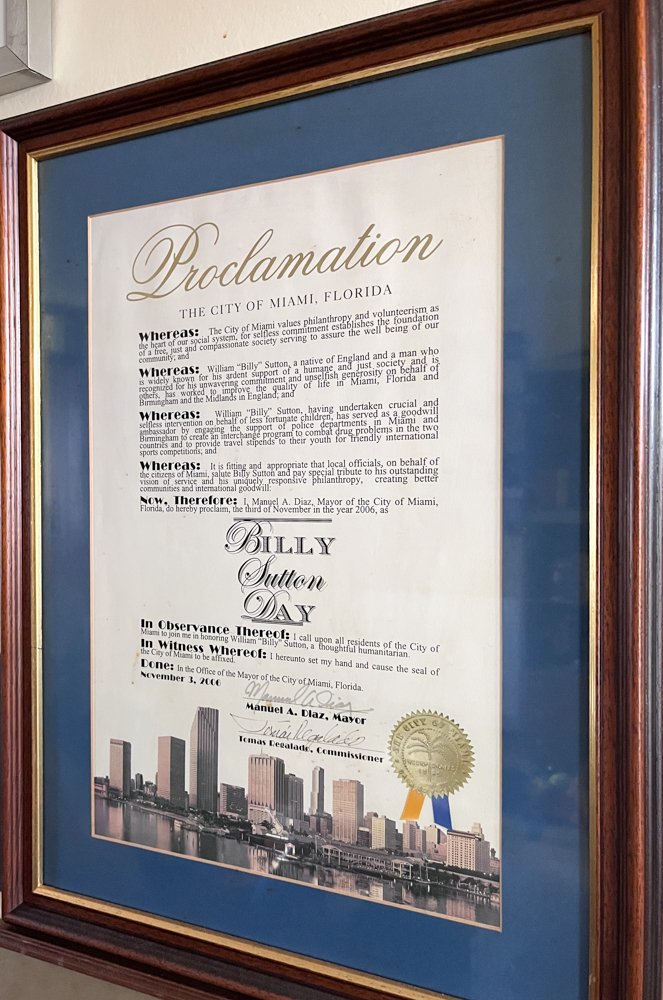 Proclamation
THE CITY OF MIAMI, FLORIDA
Whereas: The City of Miami values philanthropy and volunteerism as
the heart of our social system, for selfless commitment establishes the foundation
of a free, just and compassionate society serving to assure the well being of our
community; and
Whereas: William "Billy" Sutton, a native of England and a man who
is widely known for his ardent support of a humane and just society and is
recognized for his unwavering commitment and unselfish generosity on behalf of
others, has worked to improve the quality of life in Miami, Florida and
Birmingham and the Midlands in England; and
Whereas: William "Billy" Sutton, having undertaken crucial and
selfless intervention on behalf of less fortunate children, has served as a goodwill
ambassador by engaging the support of police departments in Miami and
Birmingham to create an interchange program to combat drug problems in the two
countries and to provide travel stipends to their youth for friendly international
sports competitions; and
Whereas: It is fitting and appropriate that local officials, on behalf of
the citizens of Miami, salute Billy Sutton and pay special tribute to his outstanding
vision of service and his uniquely responsive philanthropy, creating better
communities and international goodwill:
Now, Therefore: I, Manuel A. Diaz, Mayor of the City of Miami,
Florida, do hereby proclaim, the third of November in the year 2006, as
BILLY
Sutton
DAY
In Observance Thereof: I call upon all residents of the City of
Miami to join me in honoring William "Billy" Sutton, a thoughtful humanitarian.
In Witness Whereof: I hereunto set my hand and cause the seal of
the City of Miami to be affixed.
Done: In the Office of the Mayor of the City of Miami, Florida.
November 3, 2006
Manuel A. Diaz
Manuel A. Diaz, Mayor
Tomas Regalado
Tomas Regalado, Commissioner
THE CITY OF